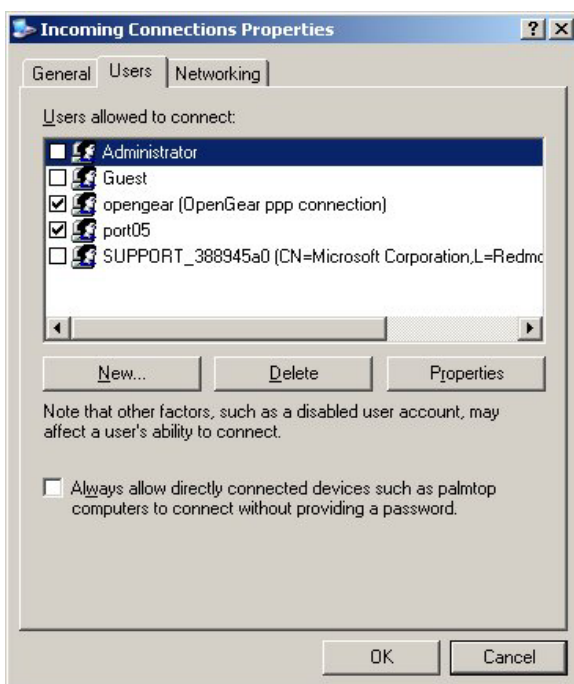 Incoming Connections Properties
General Users Networking
Users allowed to connect:
Administrator
Guest
opengear (OpenGear ppp connection)
port05
SUPPORT_388945a0 (CN=Microsoft Corporation,L=Redmo
New... Delete Properties
Note that other factors, such as a disabled user account, may
affect a user's ability to connect.
Always allow directly connected devices such as palmtop
computers to connect without providing a password.
OK Cancel